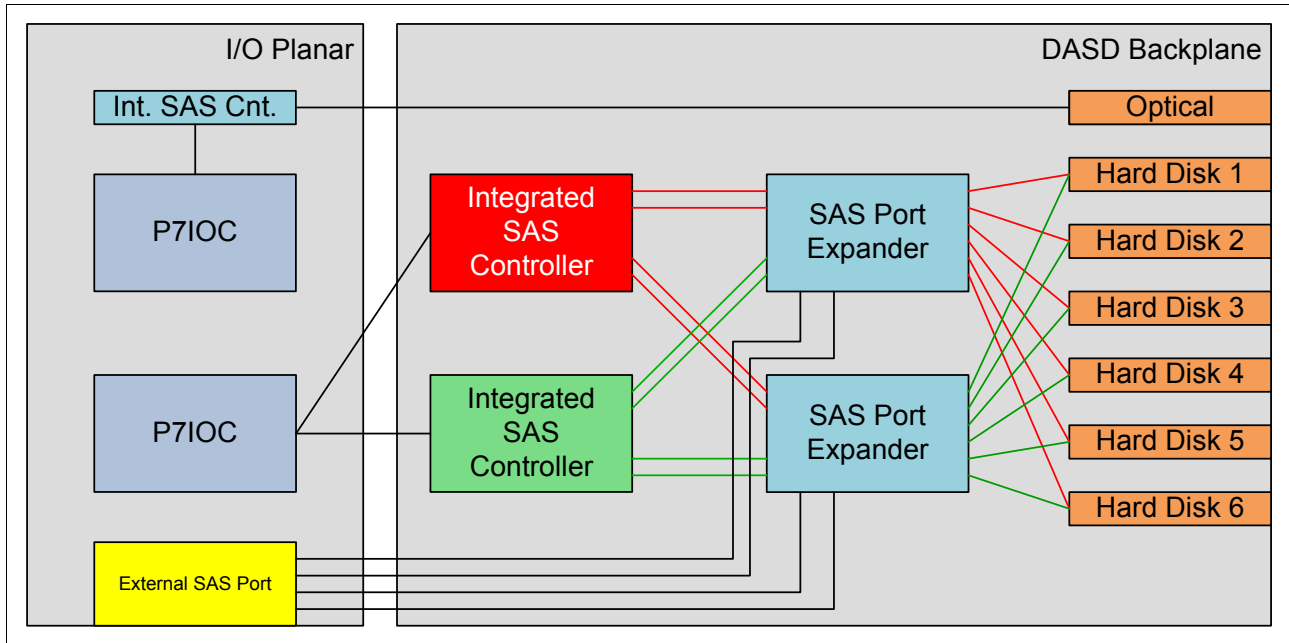 I/O Planar
Int. SAS Cnt.
P7IOC
P7IOC
External SAS Port
DASD Backplane
Integrated
SAS
Controller
Integrated
SAS
Controller
SAS Port
Expander
SAS Port
Expander
Optical
Hard Disk 1
Hard Disk 2
Hard Disk 3
Hard Disk 4
Hard Disk 5
Hard Disk 6